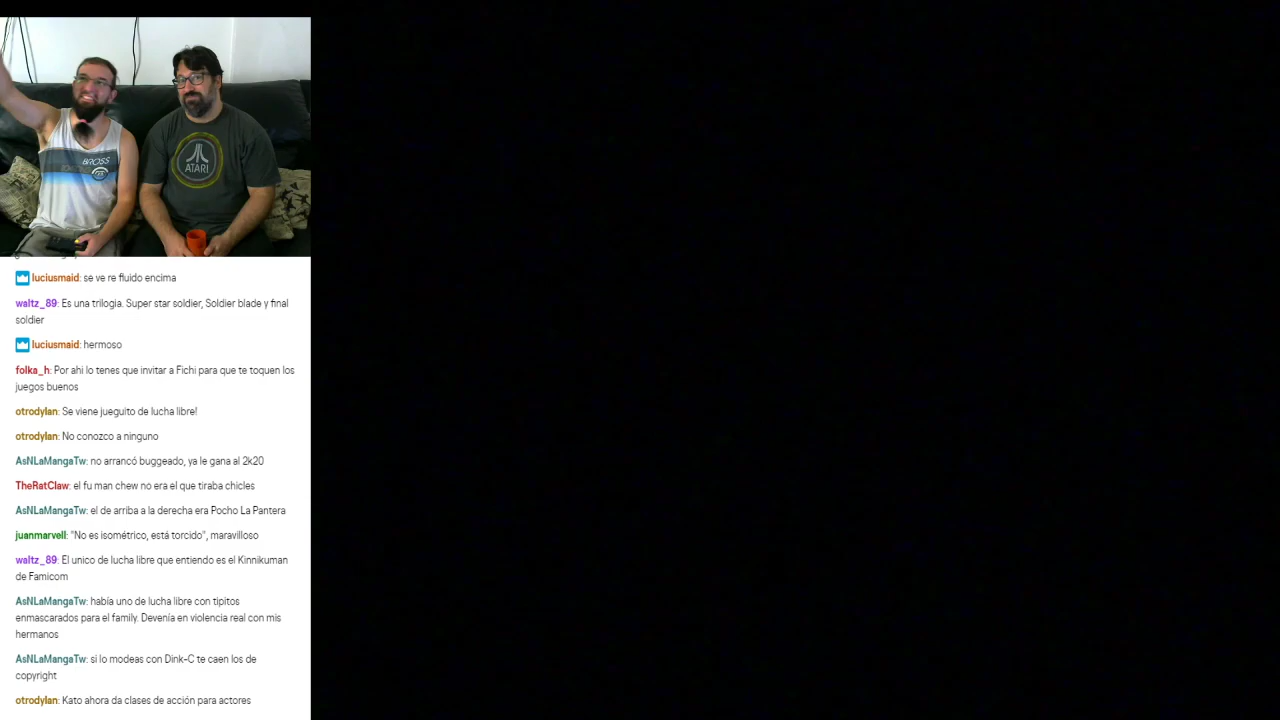 BROSS
ATARI
luciusmaid: se ve re fluido encima
waltz_89: Es una trilogia. Super star soldier, Soldier blade y final
soldier
luciusmaid: hermoso
folka_h: Por ahi lo tenes que invitar a Fichi para que te toquen los
juegos buenos
otrodylan: Se viene jueguito de lucha libre!
otrodylan: No conozco a ninguno
AsNLaMangaTw: no arrancó buggeado, ya le gana al 2k20
TheRatClaw: el fu man chew no era el que tiraba chicles
AsNLaMangaTw: el de arriba a la derecha era Pocho La Pantera
juanmarvell: "No es isométrico, está torcido", maravilloso
waltz_89: El unico de lucha libre que entiendo es el Kinnikuman
de Famicom
AsNLaMangaTw: había uno de lucha libre con tipitos
enmascarados para el family. Devenía en violencia real con mis
hermanos
AsNLaMangaTw: si lo modeas con Dink-C te caen los de
copyright
otrodylan: Kato ahora da clases de acción para actores